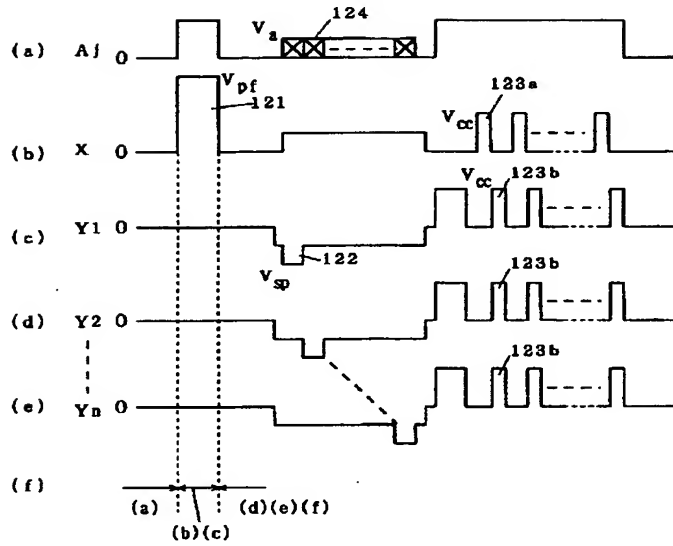 (a) Aj 0 Va 124
Vpf 121
(b) X 0 Vcc 123a
(c) Y1 0 Vsp 122 Vcc 123b
(d) Y2 0 123b
(e) Yn 0 123b
(f) (a) (b)(c) (d)(e)(f)